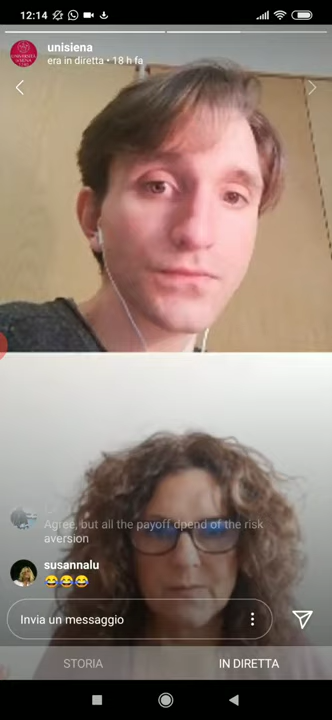 12:14
unisiena
era in diretta • 18 h fa
Agree, but all the payoff dpend of the risk
aversion
susannalu
😂😂😂
Invia un messaggio
STORIA
IN DIRETTA